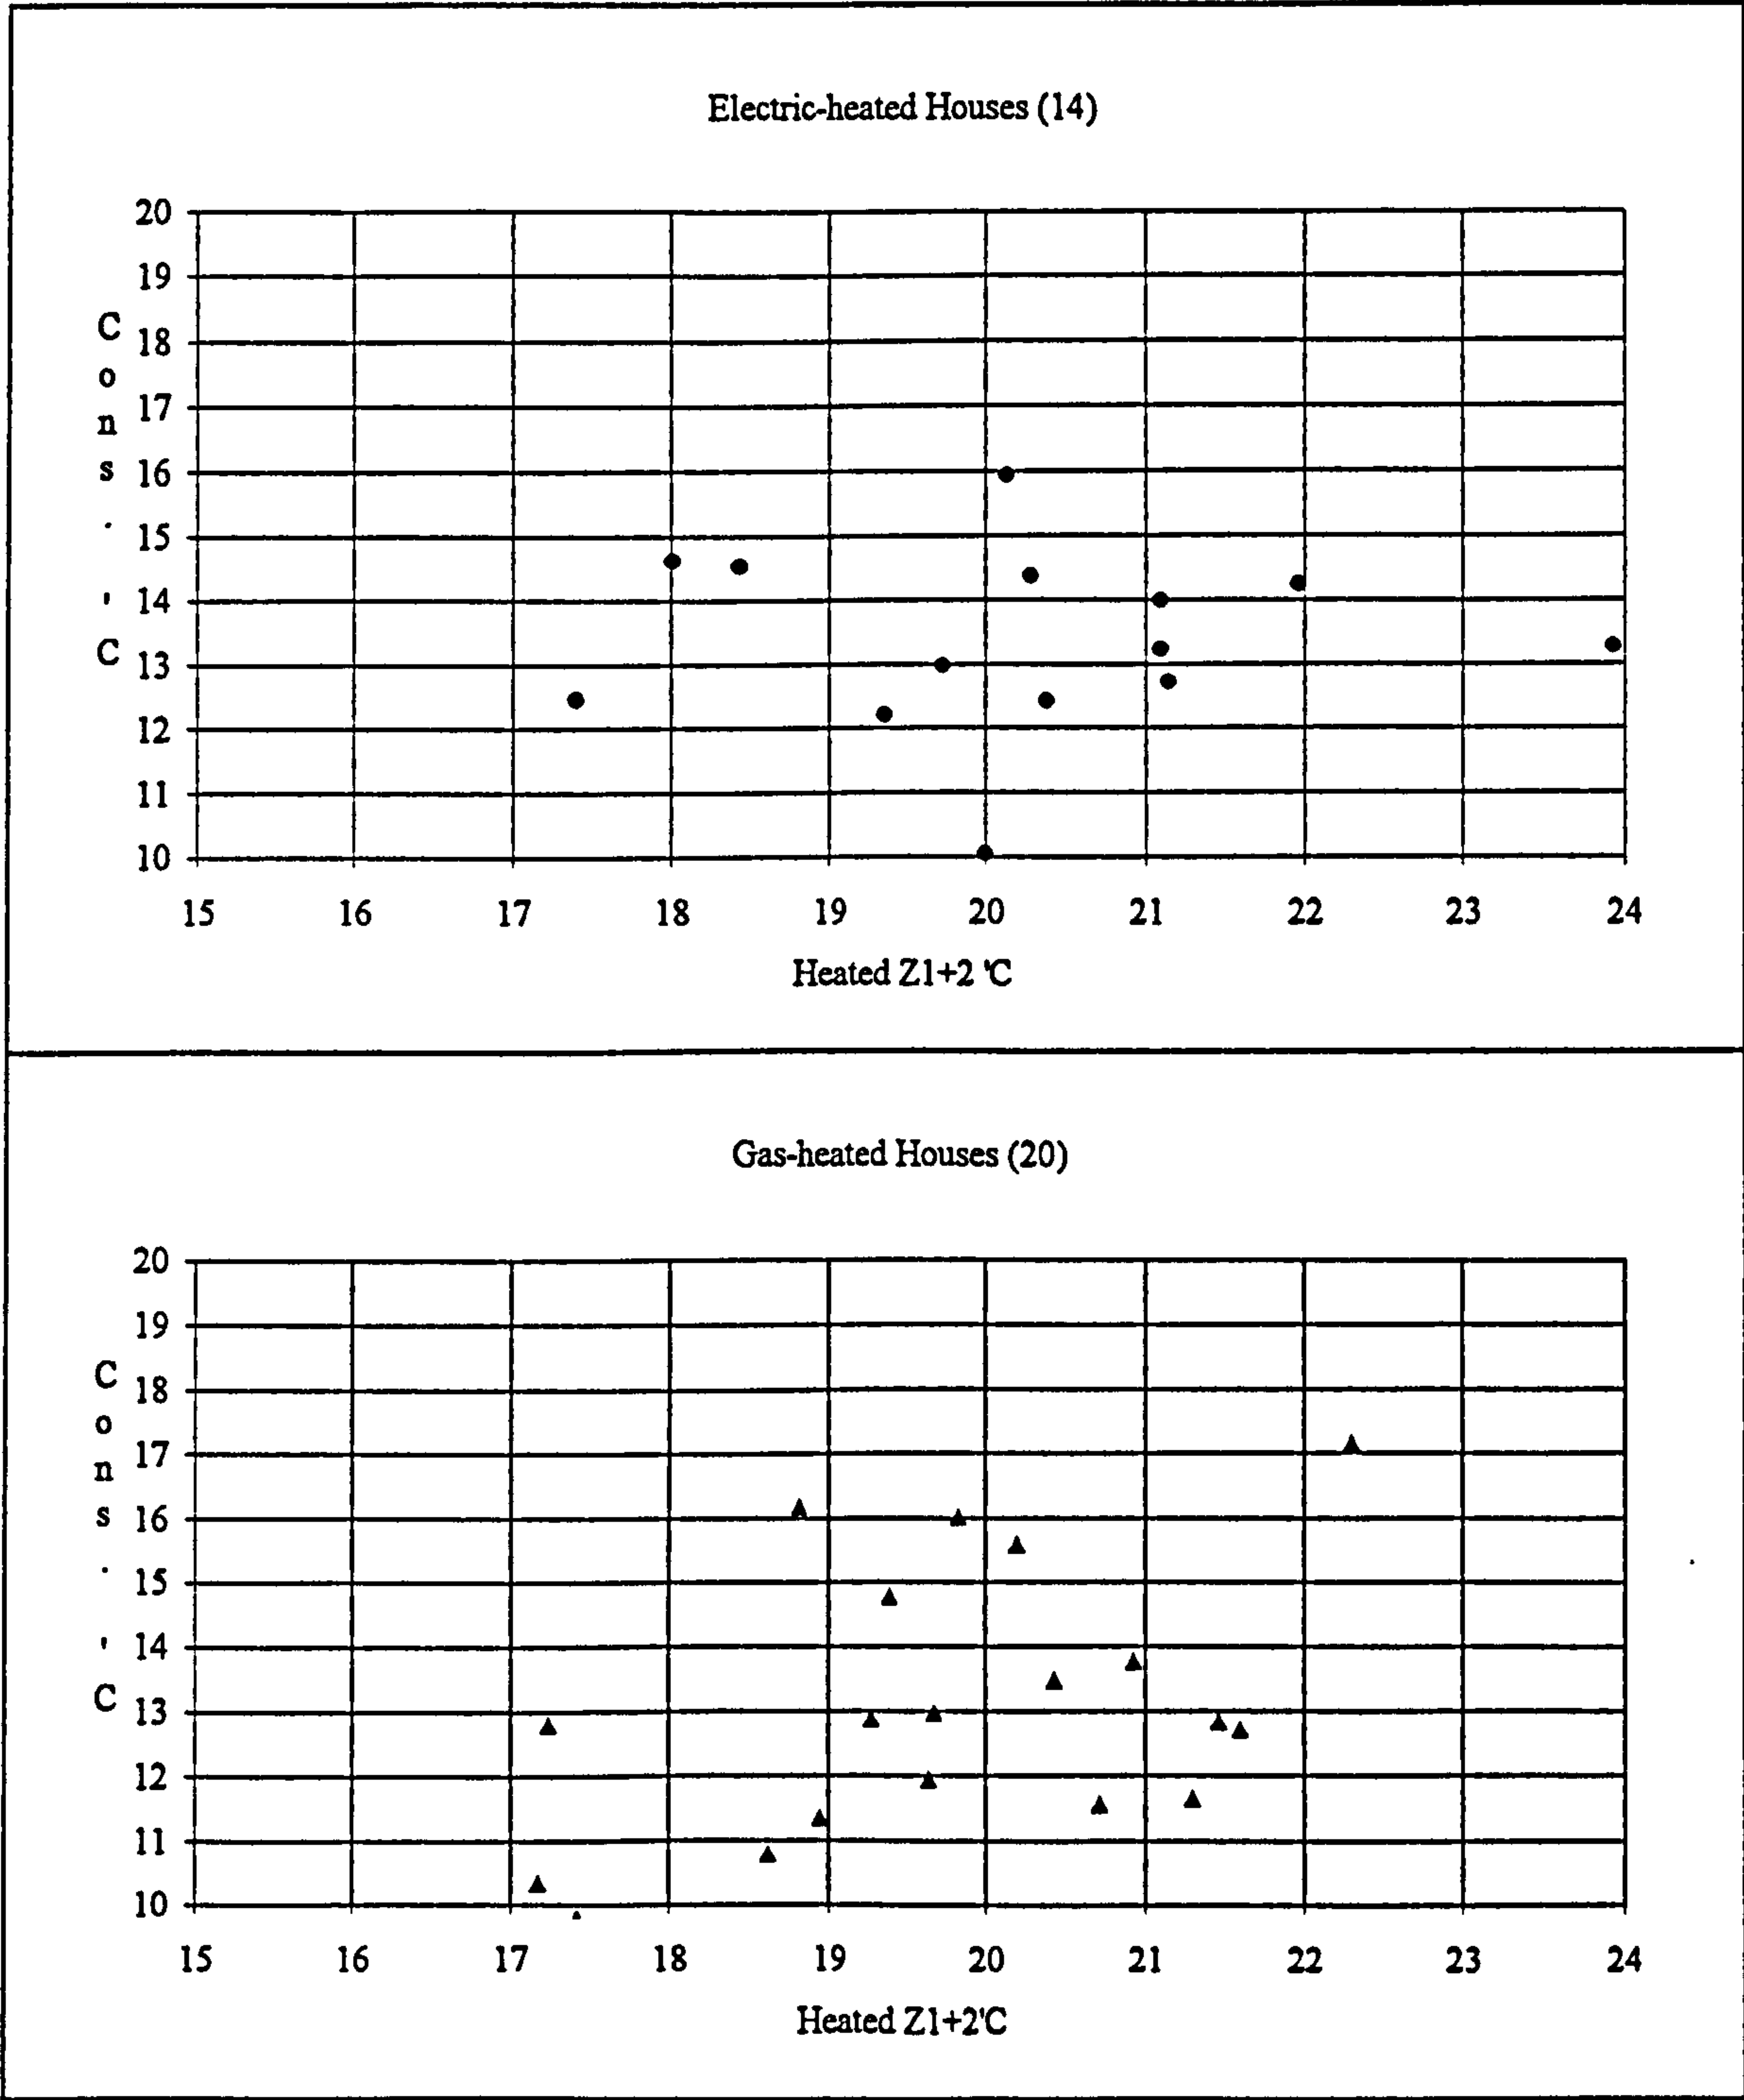 Electric-heated Houses (14)
20
19
18
17
16
15
14
13
12
11
10
Cons. 'C
15 16 17 18 19 20 21 22 23 24
Heated Z1+2 'C
Gas-heated Houses (20)
20
19
18
17
16
15
14
13
12
11
10
Cons. 'C
15 16 17 18 19 20 21 22 23 24
Heated Z1+2'C